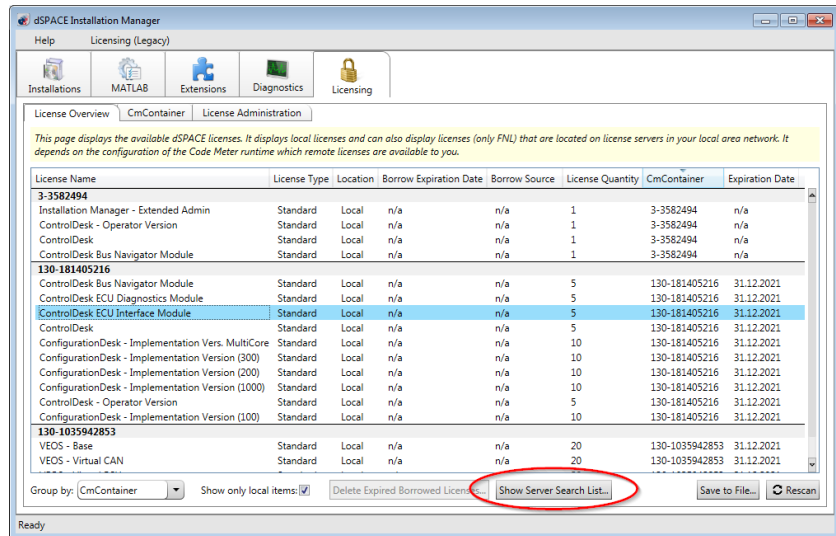 dSPACE Installation Manager
Help Licensing (Legacy)
Installations MATLAB Extensions Diagnostics Licensing
License Overview CmContainer License Administration
This page displays the available dSPACE licenses. It displays local licenses and can also display licenses (only FNL) that are located on license servers in your local area network. It
depends on the configuration of the Code Meter runtime which remote licenses are available to you.
License Name License Type Location Borrow Expiration Date Borrow Source License Quantity CmContainer Expiration Date
3-3582494
Installation Manager - Extended Admin Standard Local n/a n/a 1 3-3582494 n/a
ControlDesk - Operator Version Standard Local n/a n/a 1 3-3582494 n/a
ControlDesk Standard Local n/a n/a 1 3-3582494 n/a
ControlDesk Bus Navigator Module Standard Local n/a n/a 1 3-3582494 n/a
130-181405216
ControlDesk Bus Navigator Module Standard Local n/a n/a 5 130-181405216 31.12.2021
ControlDesk ECU Diagnostics Module Standard Local n/a n/a 5 130-181405216 31.12.2021
ControlDesk ECU Interface Module Standard Local n/a n/a 5 130-181405216 31.12.2021
ControlDesk Standard Local n/a n/a 5 130-181405216 31.12.2021
ConfigurationDesk - Implementation Vers. MultiCore Standard Local n/a n/a 10 130-181405216 31.12.2021
ConfigurationDesk - Implementation Version (300) Standard Local n/a n/a 10 130-181405216 31.12.2021
ConfigurationDesk - Implementation Version (200) Standard Local n/a n/a 10 130-181405216 31.12.2021
ConfigurationDesk - Implementation Version (1000) Standard Local n/a n/a 10 130-181405216 31.12.2021
ControlDesk - Operator Version Standard Local n/a n/a 5 130-181405216 31.12.2021
ConfigurationDesk - Implementation Version (100) Standard Local n/a n/a 10 130-181405216 31.12.2021
130-1035942853
VEOS - Base Standard Local n/a n/a 20 130-1035942853 31.12.2021
VEOS - Virtual CAN Standard Local n/a n/a 20 130-1035942853 31.12.2021
Group by: CmContainer Show only local items: Delete Expired Borrowed Licenses... Show Server Search List... Save to File... Rescan
Ready